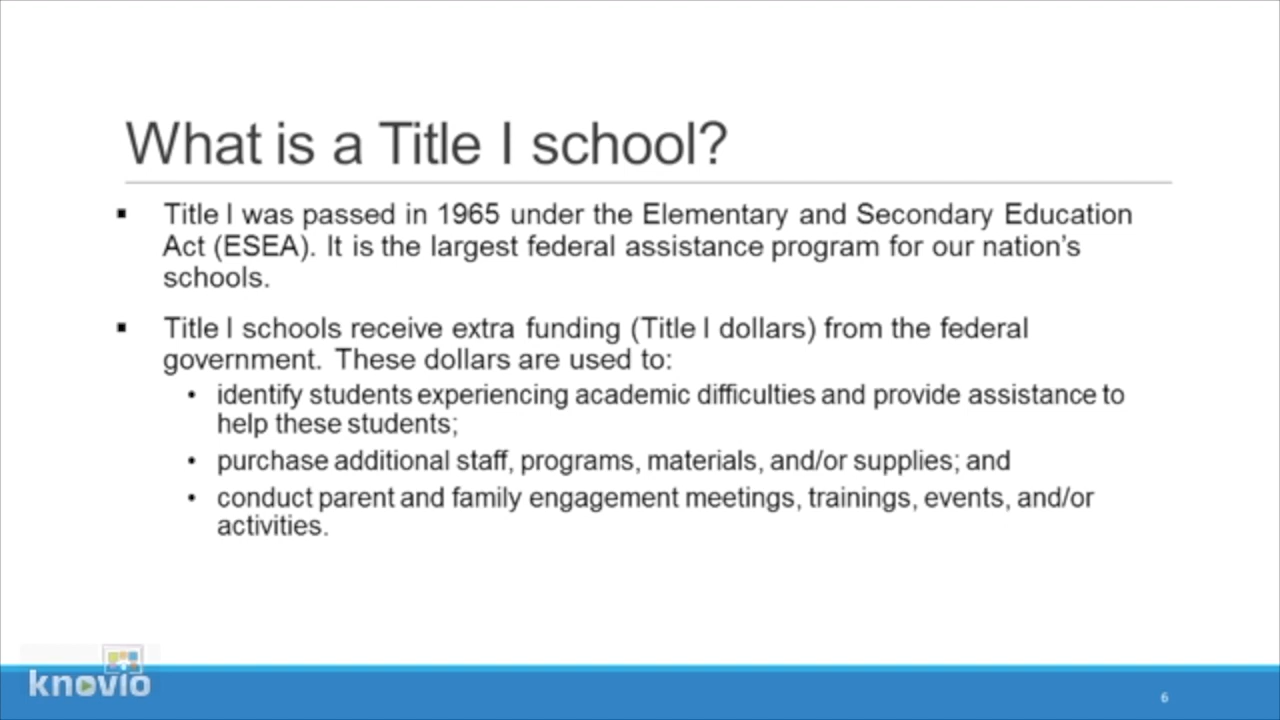 What is a Title I school?
▪ Title I was passed in 1965 under the Elementary and Secondary Education
Act (ESEA). It is the largest federal assistance program for our nation’s
schools.
▪ Title I schools receive extra funding (Title I dollars) from the federal
government. These dollars are used to:
• identify students experiencing academic difficulties and provide assistance to
help these students;
• purchase additional staff, programs, materials, and/or supplies; and
• conduct parent and family engagement meetings, trainings, events, and/or
activities.
knovio
6